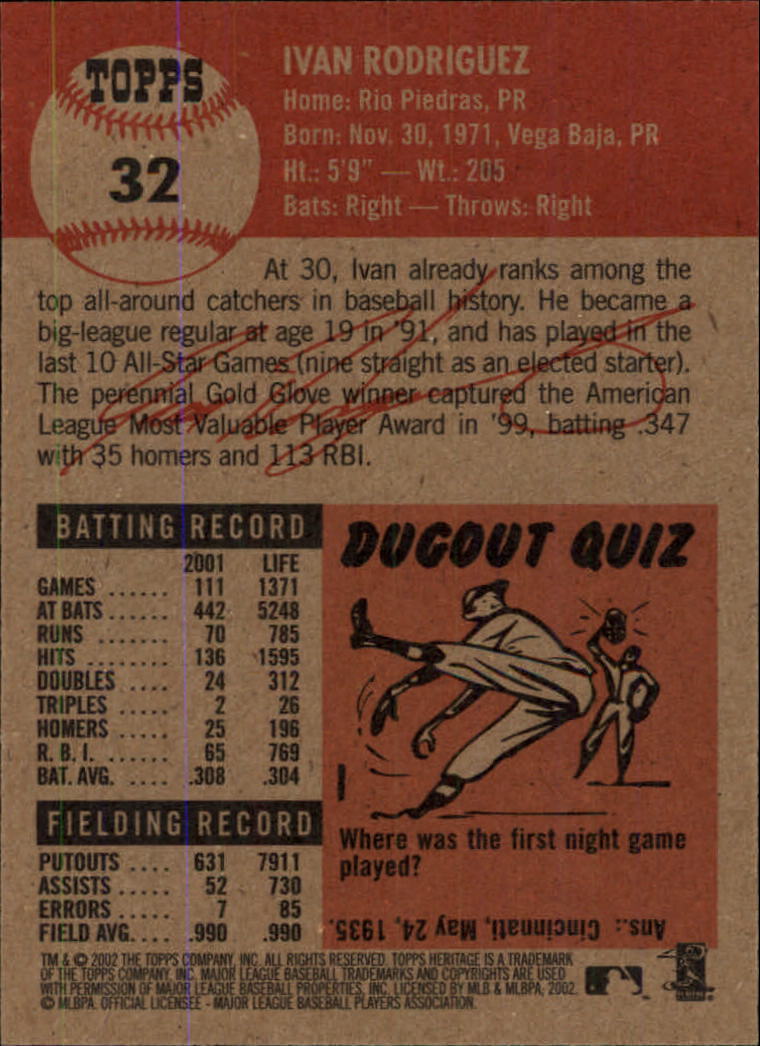 TOPPS
32
IVAN RODRIGUEZ
Home: Rio Piedras, PR
Born: Nov. 30, 1971, Vega Baja, PR
Ht.: 5'9" — Wt.: 205
Bats: Right — Throws: Right
At 30, Ivan already ranks among the
top all-around catchers in baseball history. He became a
big-league regular at age 19 in '91, and has played in the
last 10 All-Star Games (nine straight as an elected starter).
The perennial Gold Glove winner captured the American
League Most Valuable Player Award in '99, batting .347
with 35 homers and 113 RBI.
BATTING RECORD
2001 LIFE
GAMES ...... 111 1371
AT BATS ...... 442 5248
RUNS ....... 70 785
HITS ......... 136 1595
DOUBLES .... 24 312
TRIPLES ..... 2 26
HOMERS ..... 25 196
R. B. I. ...... 65 769
BAT. AVG. .... .308 .304
FIELDING RECORD
PUTOUTS .... 631 7911
ASSISTS ..... 52 730
ERRORS ..... 7 85
FIELD AVG.... .990 .990
DUGOUT QUIZ
Where was the first night game
played?
Ans.: Cincinnati, May 24, 1935.
TM & © 2002 THE TOPPS COMPANY, INC. ALL RIGHTS RESERVED. TOPPS HERITAGE IS A TRADEMARK
OF THE TOPPS COMPANY, INC. MAJOR LEAGUE BASEBALL TRADEMARKS AND COPYRIGHTS ARE USED
WITH PERMISSION OF MAJOR LEAGUE BASEBALL PROPERTIES, INC. LICENSED BY MLB & MLBPA, 2002.
© MLBPA. OFFICIAL LICENSEE - MAJOR LEAGUE BASEBALL PLAYERS ASSOCIATION.